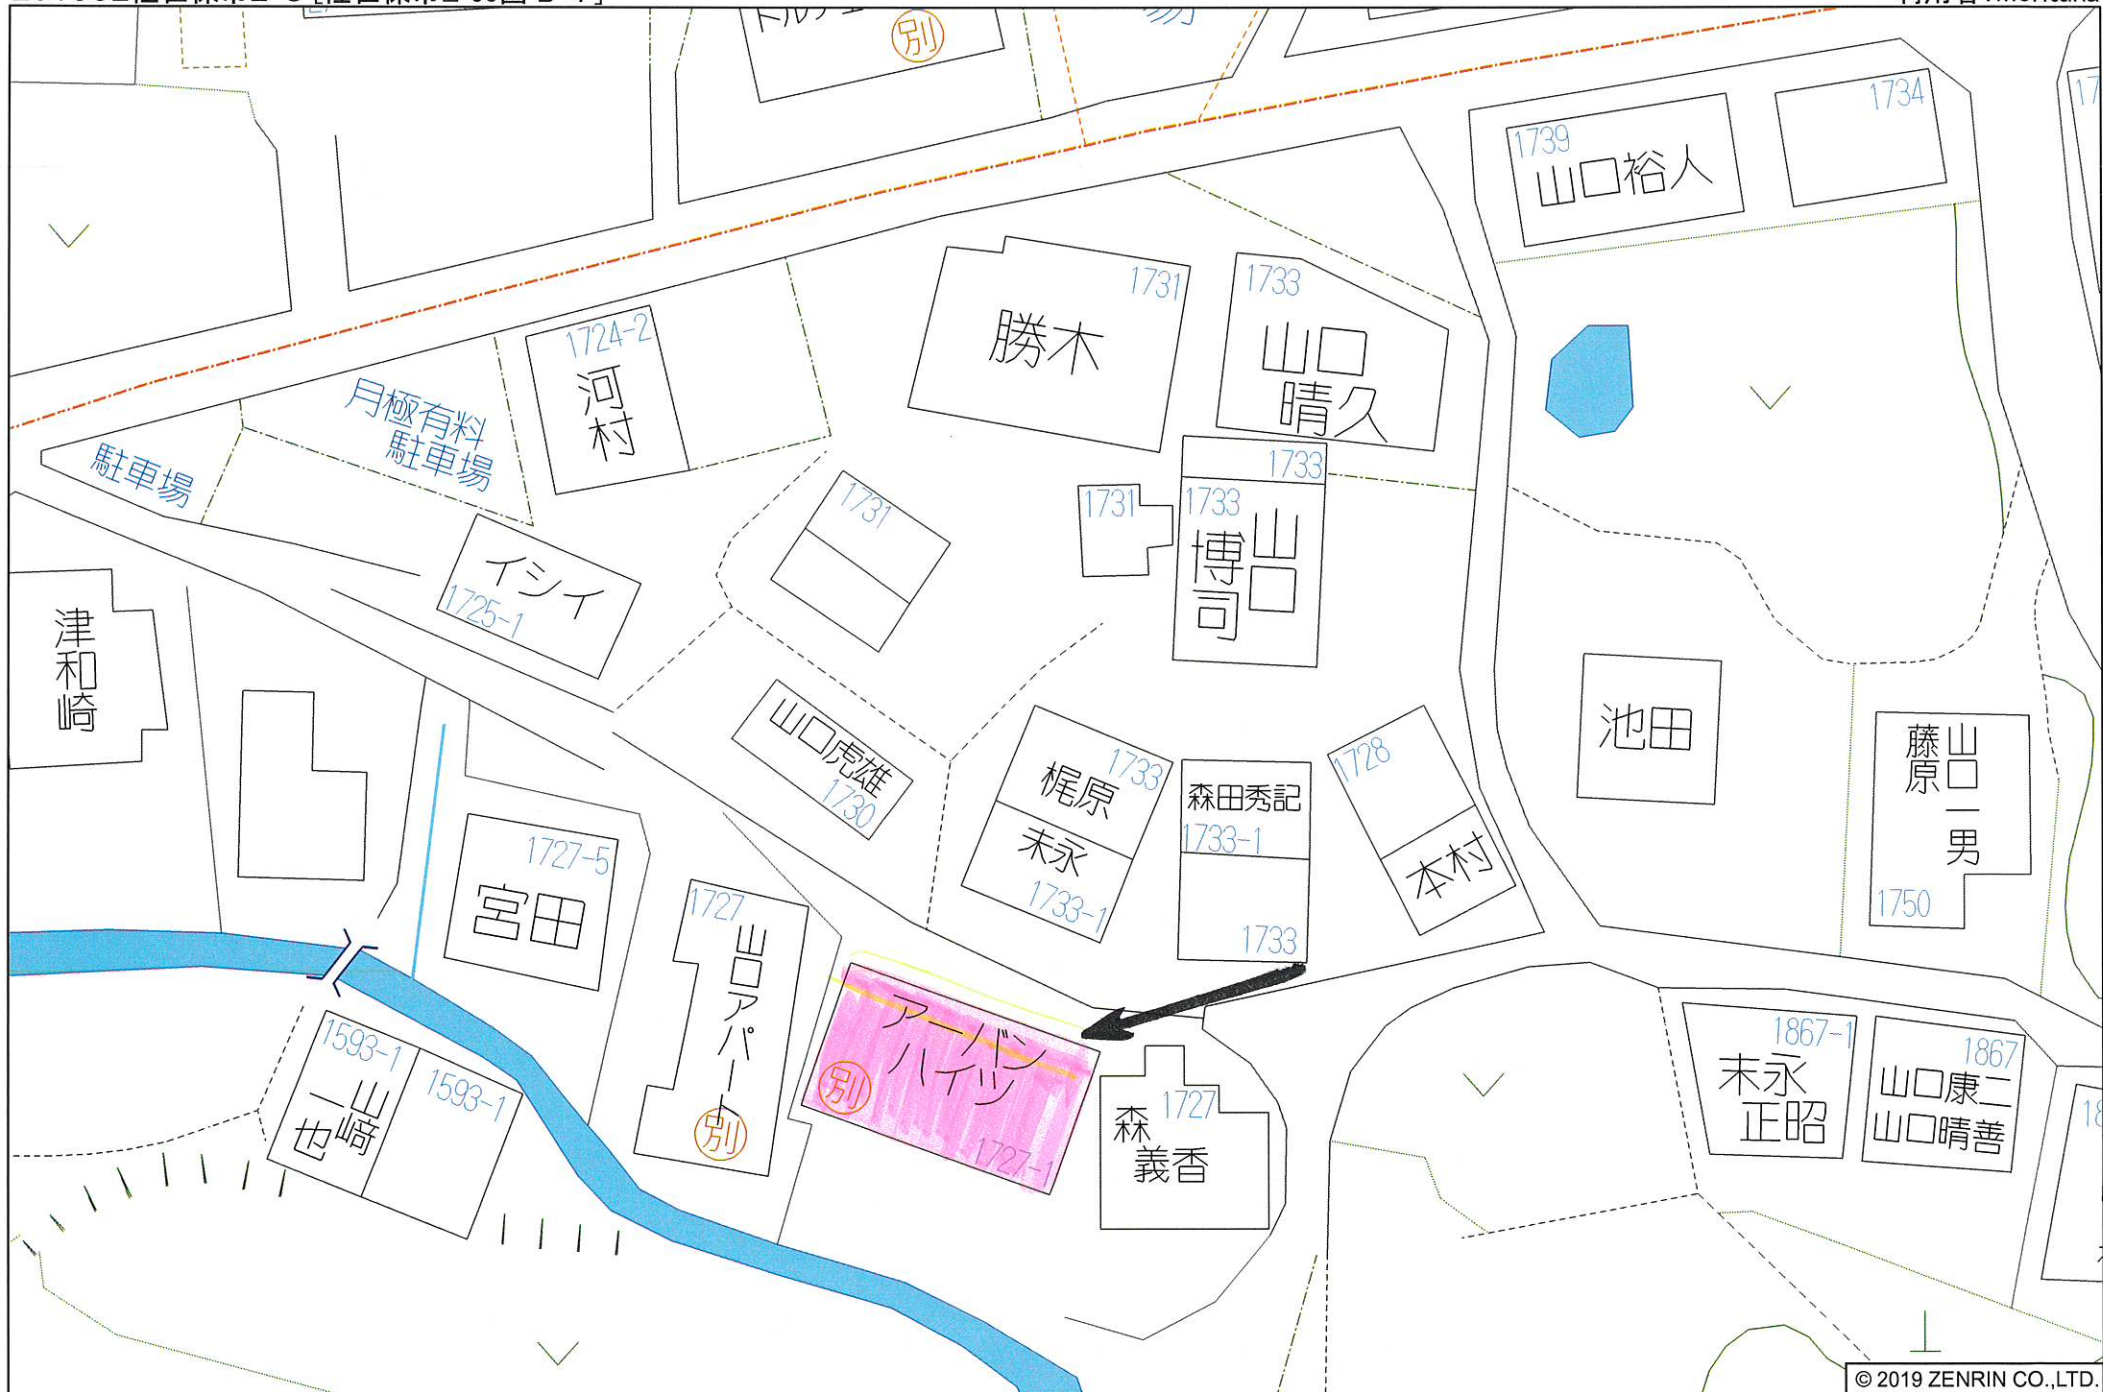 別
1739
山口裕人
1734
1731
勝木
1733
山口
晴久
1724-2
河村
月極有料
駐車場
駐車場
1733
1733
山口
博司
1731
1731
イシイ
1725-1
津和崎
山口虎雄
1730
1733
梶原
末永
1733-1
森田秀記
1733-1
1733
1728
本村
池田
山口一男
藤原
1750
1727-5
宮田
1727
山口アパート
別
アーバン
ハイツ
別
1727-1
1727
森
義香
1593-1
山﨑
一也
1593-1
1867-1
末永
正昭
1867
山口康二
山口晴善
© 2019 ZENRIN CO.,LTD.